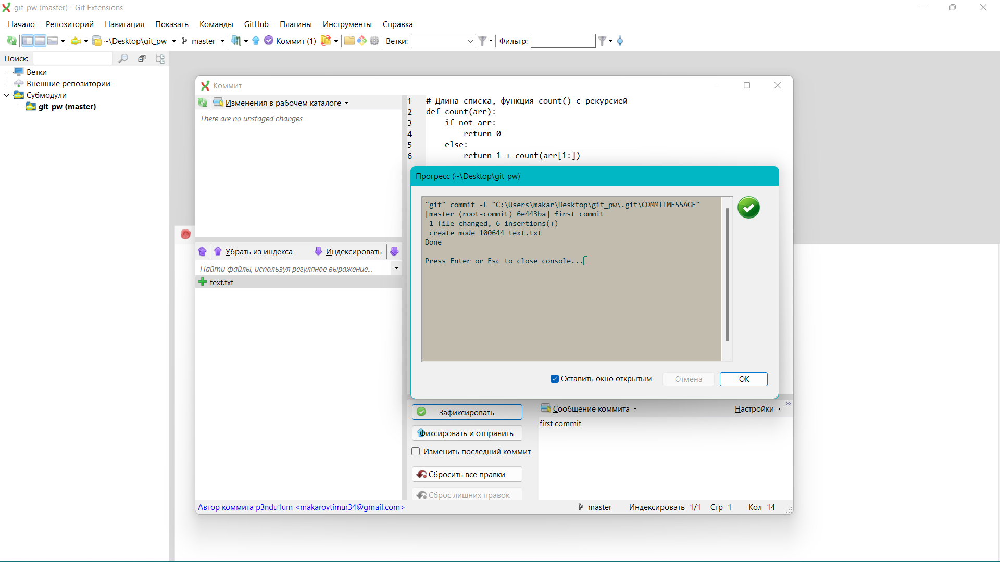 git_pw (master) - Git Extensions
Начало Репозиторий Навигация Показать Команды GitHub Плагины Инструменты Справка
~\Desktop\git_pw master Коммит (1) Ветки: Фильтр:
Поиск:
Ветки
Внешние репозитории
Субмодули
git_pw (master)
Коммит
Изменения в рабочем каталоге
There are no unstaged changes
1 # Длина списка, функция count() с рекурсией
2 def count(arr):
3 if not arr:
4 return 0
5 else:
6 return 1 + count(arr[1:])
Убрать из индекса Индексировать
Найти файлы, используя регуляное выражение...
text.txt
Прогресс (~\Desktop\git_pw)
"git" commit -F "C:\Users\makar\Desktop\git_pw\.git\COMMITMESSAGE"
[master (root-commit) 6e443ba] first commit
1 file changed, 6 insertions(+)
create mode 100644 text.txt
Done
Press Enter or Esc to close console...
Оставить окно открытым Отмена OK
Зафиксировать
Фиксировать и отправить
Изменить последний коммит
Сбросить все правки
Сброс лишних правок
Сообщение коммита Настройки
first commit
Автор коммита p3ndu1um <makarovtimur34@gmail.com> master Индексировать 1/1 Стр 1 Кол 14